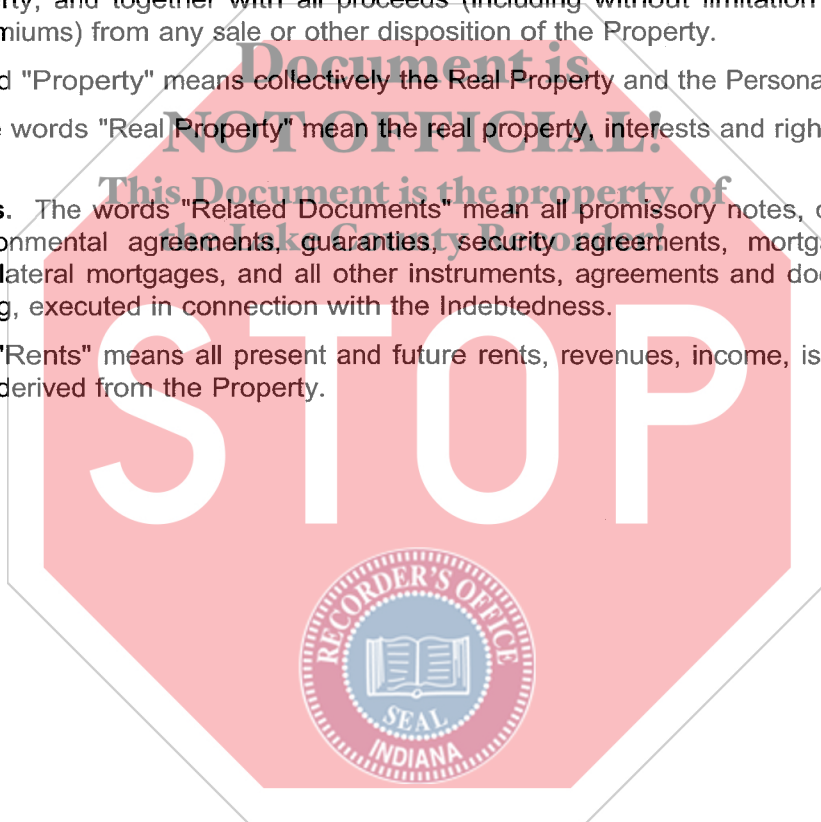 rty, and together with all proceeds (including without limitation
miums) from any sale or other disposition of the Property.
Document is
d "Property" means collectively the Real Property and the Persona
NOT OFFICIAL!
words "Real Property" mean the real property, interests and righ
This Document is the property of
s. The words "Related Documents" mean all promissory notes,
the Lake County Recorder!
onmental agreements, guaranties, security agreements, mortg
lateral mortgages, and all other instruments, agreements and do
g, executed in connection with the Indebtedness.
"Rents" means all present and future rents, revenues, income, is
derived from the Property.
STOP
RECORDER'S OFFICE
SEAL
INDIANA